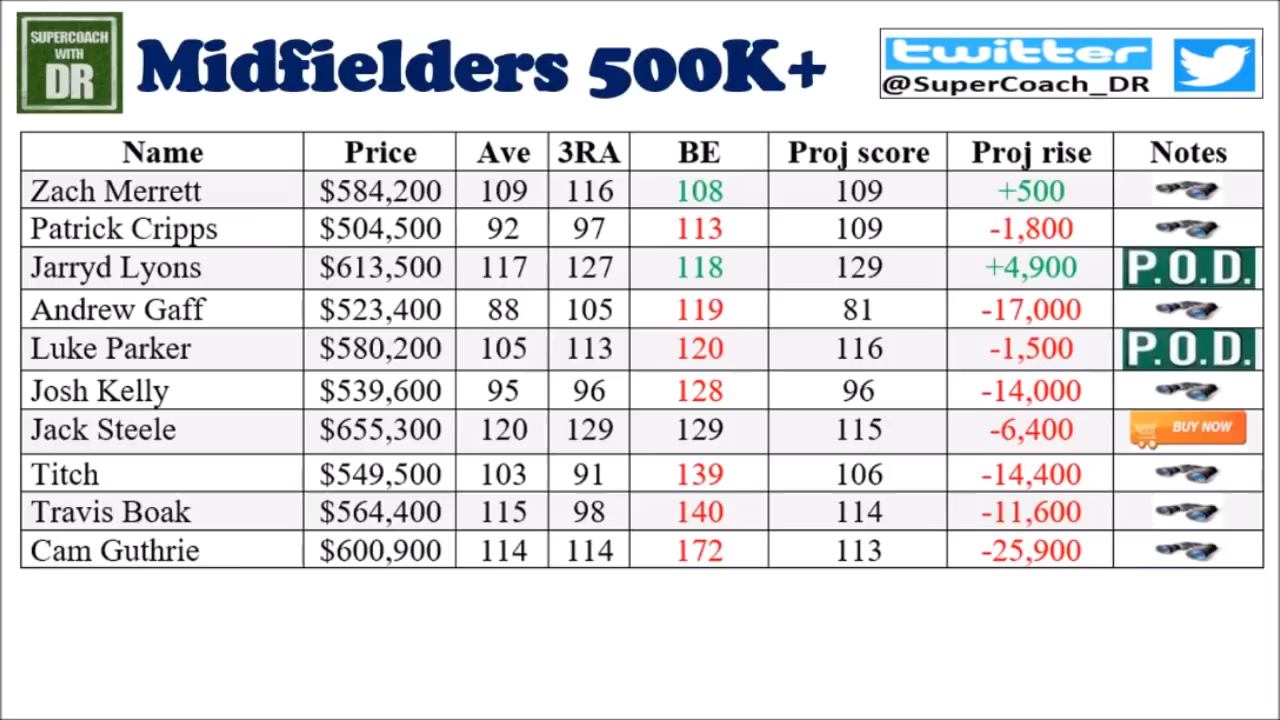 SUPERCOACH
WITH
DR
Midfielders 500K+
twitter
@SuperCoach_DR
Name Price Ave 3RA BE Proj score Proj rise Notes
Zach Merrett $584,200 109 116 108 109 +500
Patrick Cripps $504,500 92 97 113 109 -1,800
Jarryd Lyons $613,500 117 127 118 129 +4,900 P.O.D.
Andrew Gaff $523,400 88 105 119 81 -17,000
Luke Parker $580,200 105 113 120 116 -1,500 P.O.D.
Josh Kelly $539,600 95 96 128 96 -14,000
Jack Steele $655,300 120 129 129 115 -6,400 BUY NOW
Titch $549,500 103 91 139 106 -14,400
Travis Boak $564,400 115 98 140 114 -11,600
Cam Guthrie $600,900 114 114 172 113 -25,900